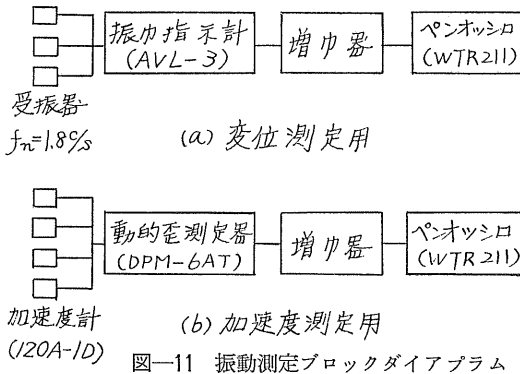 振巾指示計
(AVL-3)
増巾器
ペンオッシロ
(WTR211)
受振器
fn=1.8c/s
(a) 変位測定用
動的歪測定器
(DPM-6AT)
増巾器
ペンオッシロ
(WTR211)
加速度計
(120A-1D)
(b) 加速度測定用
図—11 振動測定ブロックダイアプラム